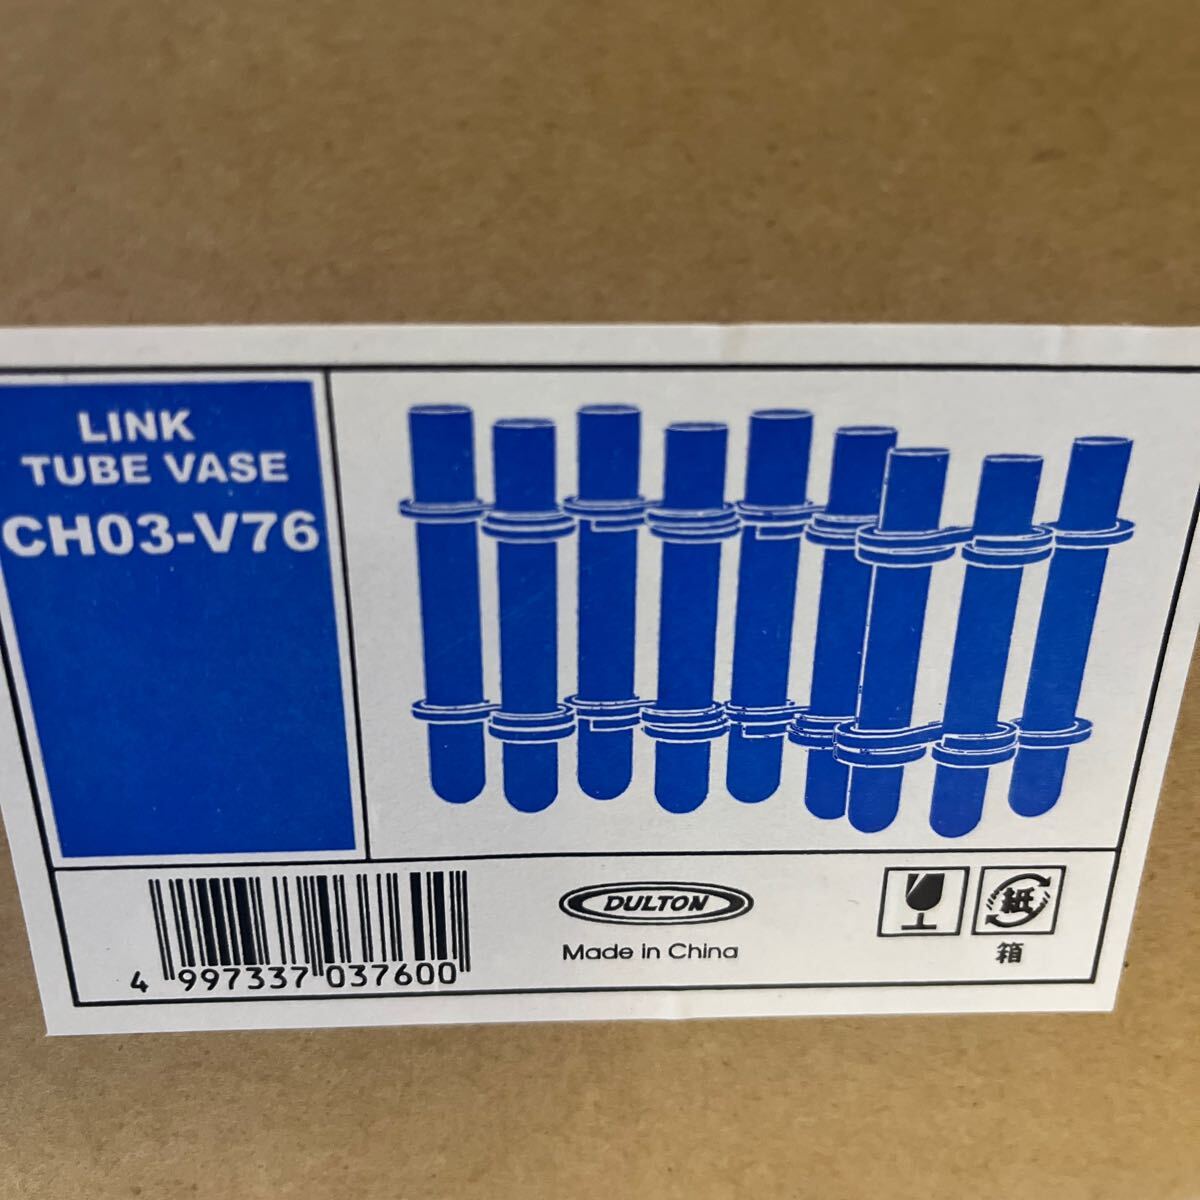 LINK
TUBE VASE
CH03-V76
4 997337 037600
DULTON
Made in China
紙
箱